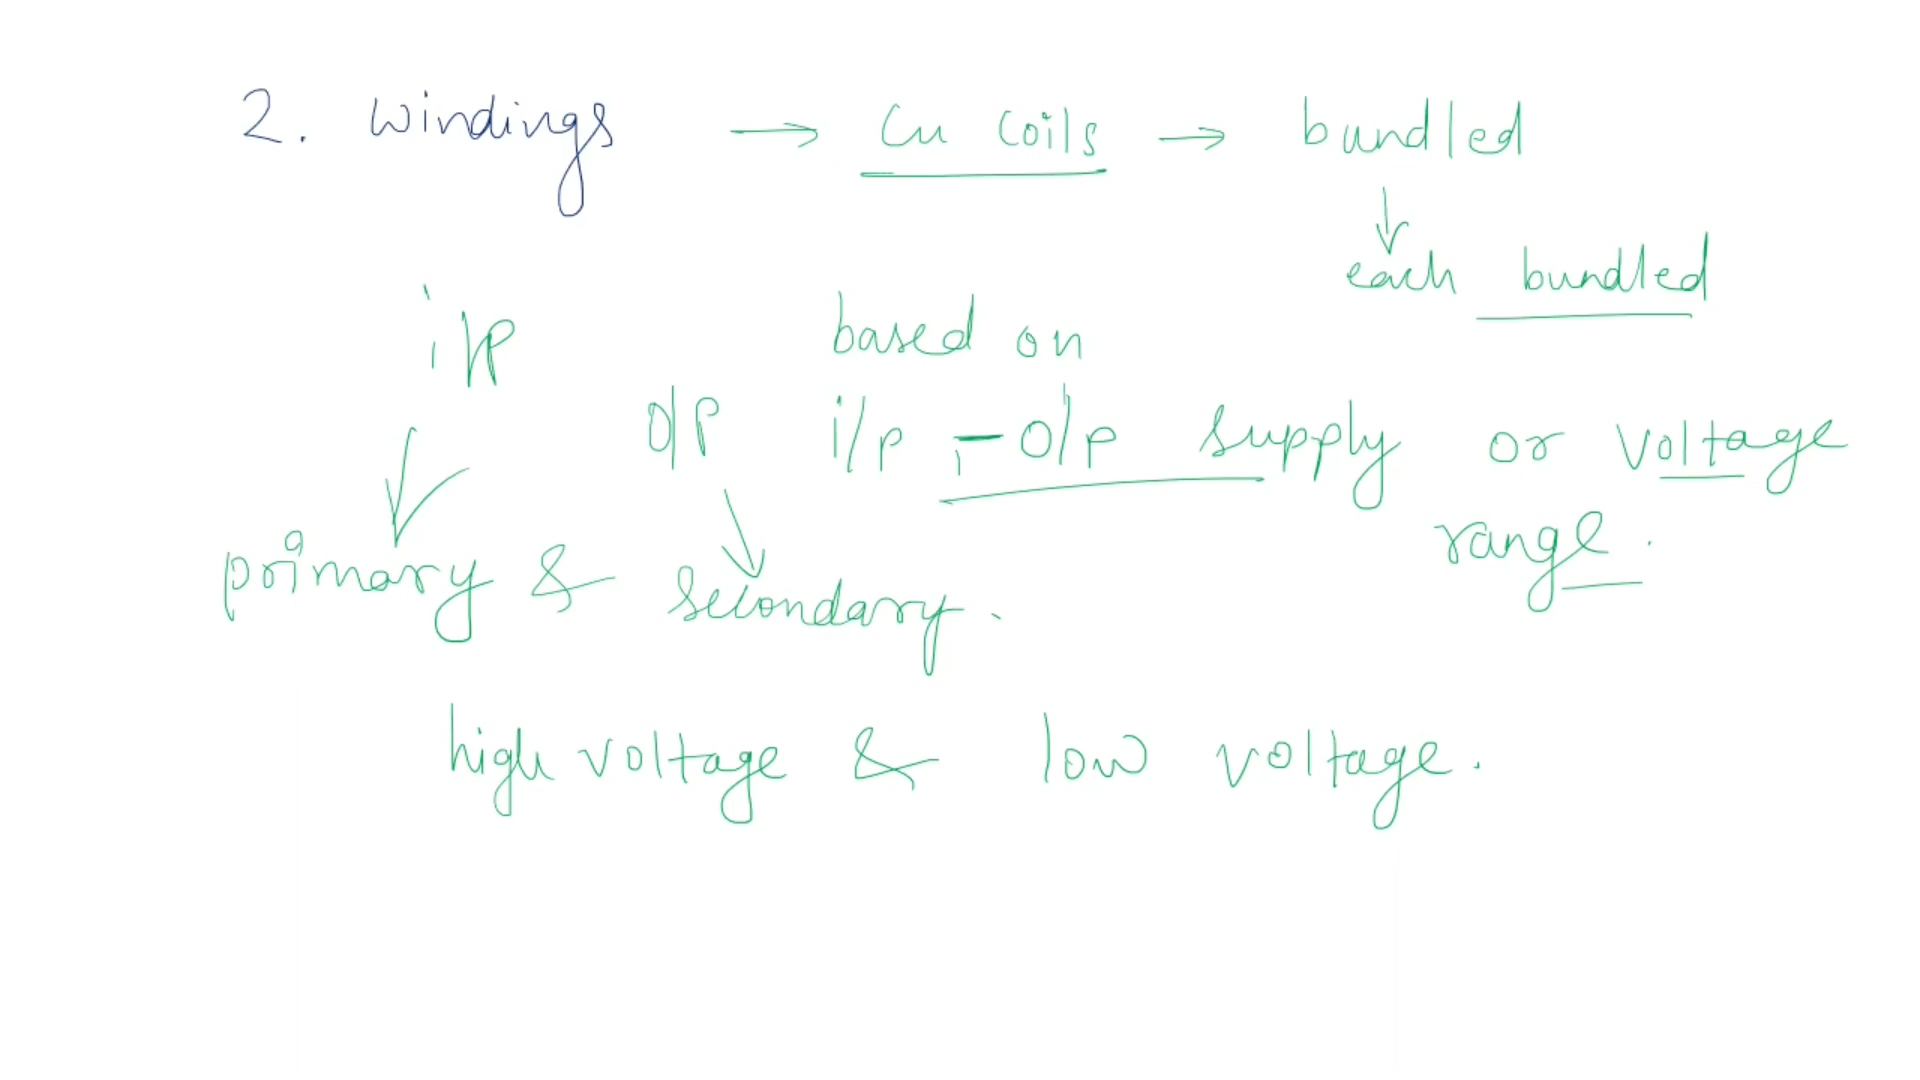 2. Windings → Cu Coils → bundled
↓
each bundled
i/p
based on
o/p i/p - o/p supply or voltage
range.
primary & secondary.
high voltage & low voltage.